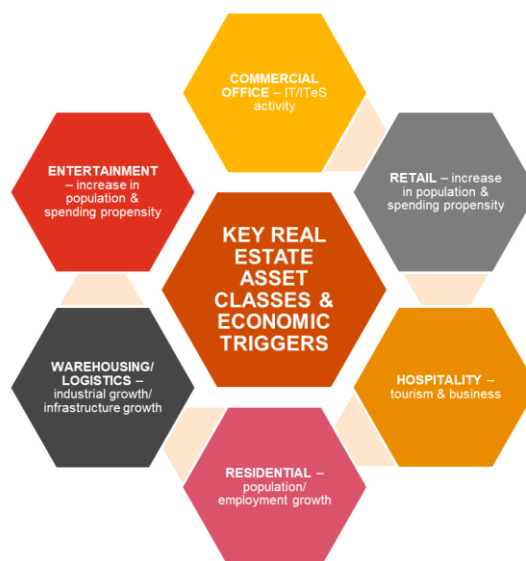 COMMERCIAL
OFFICE – IT/ITeS
activity
ENTERTAINMENT
– increase in
population &
spending propensity
RETAIL – increase
in population &
spending propensity
KEY REAL
ESTATE
ASSET
CLASSES &
ECONOMIC
TRIGGERS
WAREHOUSING/
LOGISTICS –
industrial growth/
infrastructure growth
HOSPITALITY –
tourism & business
RESIDENTIAL –
population/
employment growth